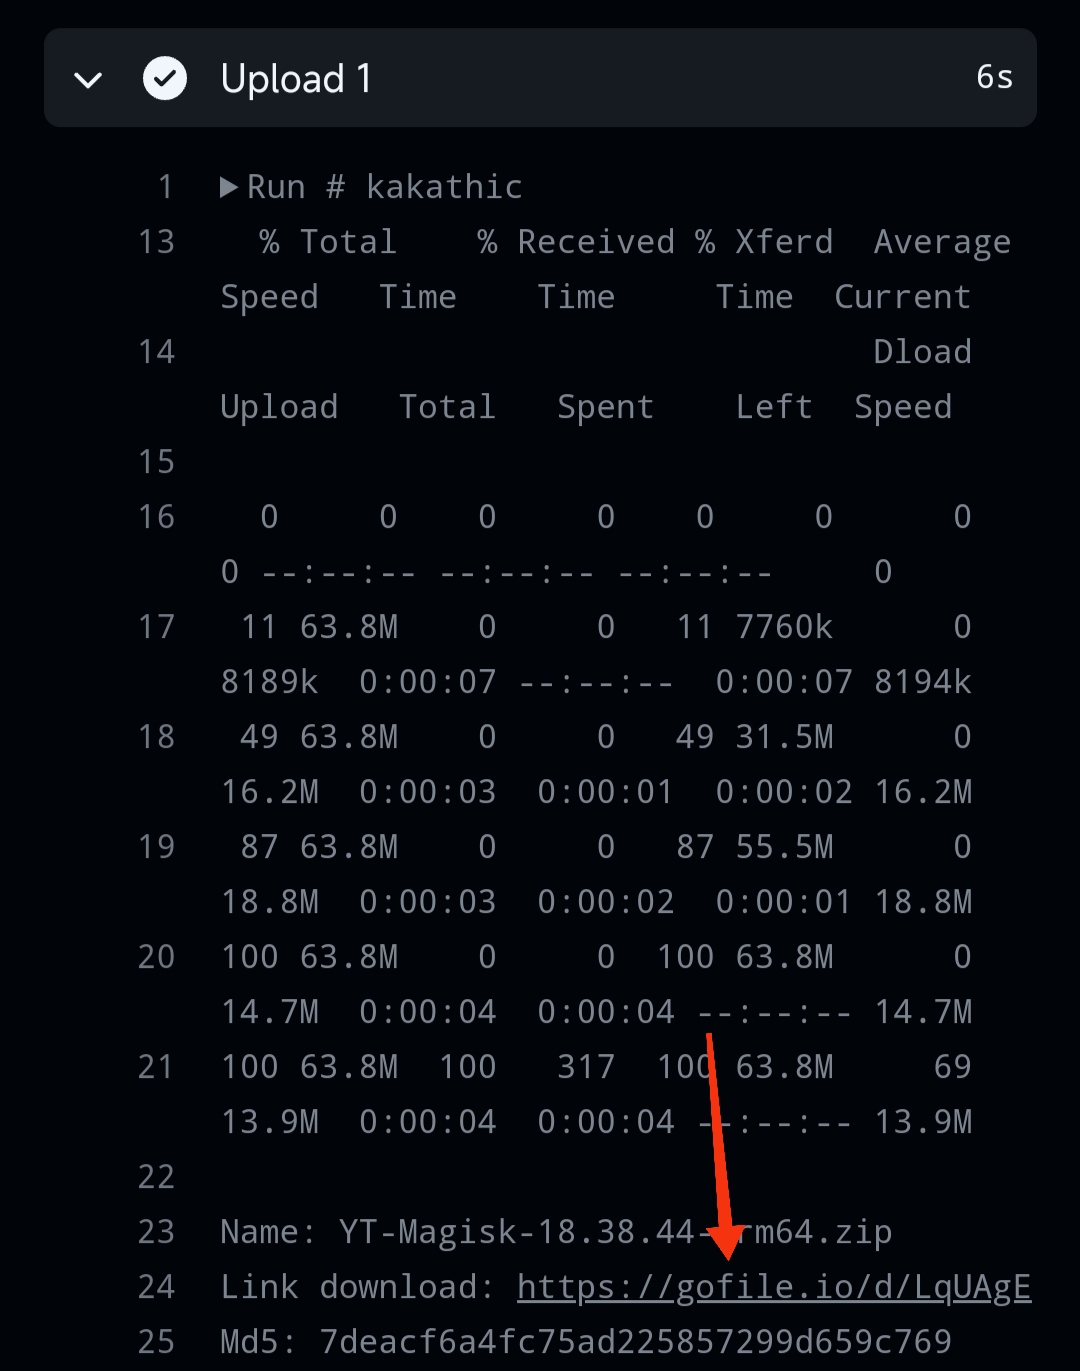 Upload 1 6s
1 Run # kakathic
13 % Total % Received % Xferd Average
Speed Time Time Time Current
14 Dload
Upload Total Spent Left Speed
15
16 0 0 0 0 0 0 0
0 --:--:-- --:--:-- --:--:-- 0
17 11 63.8M 0 0 11 7760k 0
8189k 0:00:07 --:--:-- 0:00:07 8194k
18 49 63.8M 0 0 49 31.5M 0
16.2M 0:00:03 0:00:01 0:00:02 16.2M
19 87 63.8M 0 0 87 55.5M 0
18.8M 0:00:03 0:00:02 0:00:01 18.8M
20 100 63.8M 0 0 100 63.8M 0
14.7M 0:00:04 0:00:04 --:--:-- 14.7M
21 100 63.8M 100 317 100 63.8M 69
13.9M 0:00:04 0:00:04 --:--:-- 13.9M
22
23 Name: YT-Magisk-18.38.44-arm64.zip
24 Link download: https://gofile.io/d/LqUAgE
25 Md5: 7deacf6a4fc75ad225857299d659c769